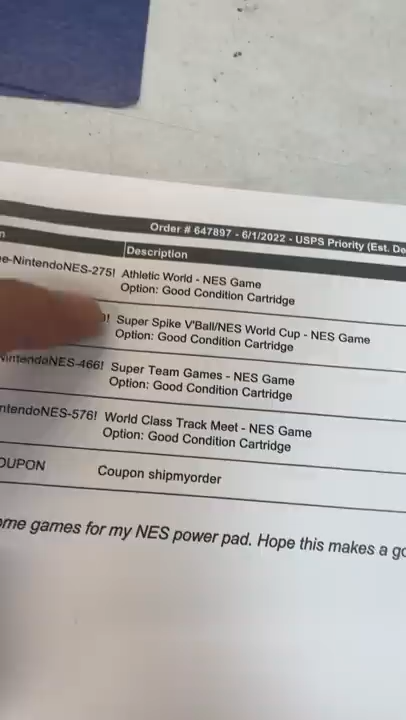 Order # 647897 - 6/1/2022 - USPS Priority (Est. De
Description
e-NintendoNES-275! Athletic World - NES Game
Option: Good Condition Cartridge
! Super Spike V'Ball/NES World Cup - NES Game
Option: Good Condition Cartridge
NintendoNES-466! Super Team Games - NES Game
Option: Good Condition Cartridge
ntendoNES-576! World Class Track Meet - NES Game
Option: Good Condition Cartridge
OUPON Coupon shipmyorder
ome games for my NES power pad. Hope this makes a go